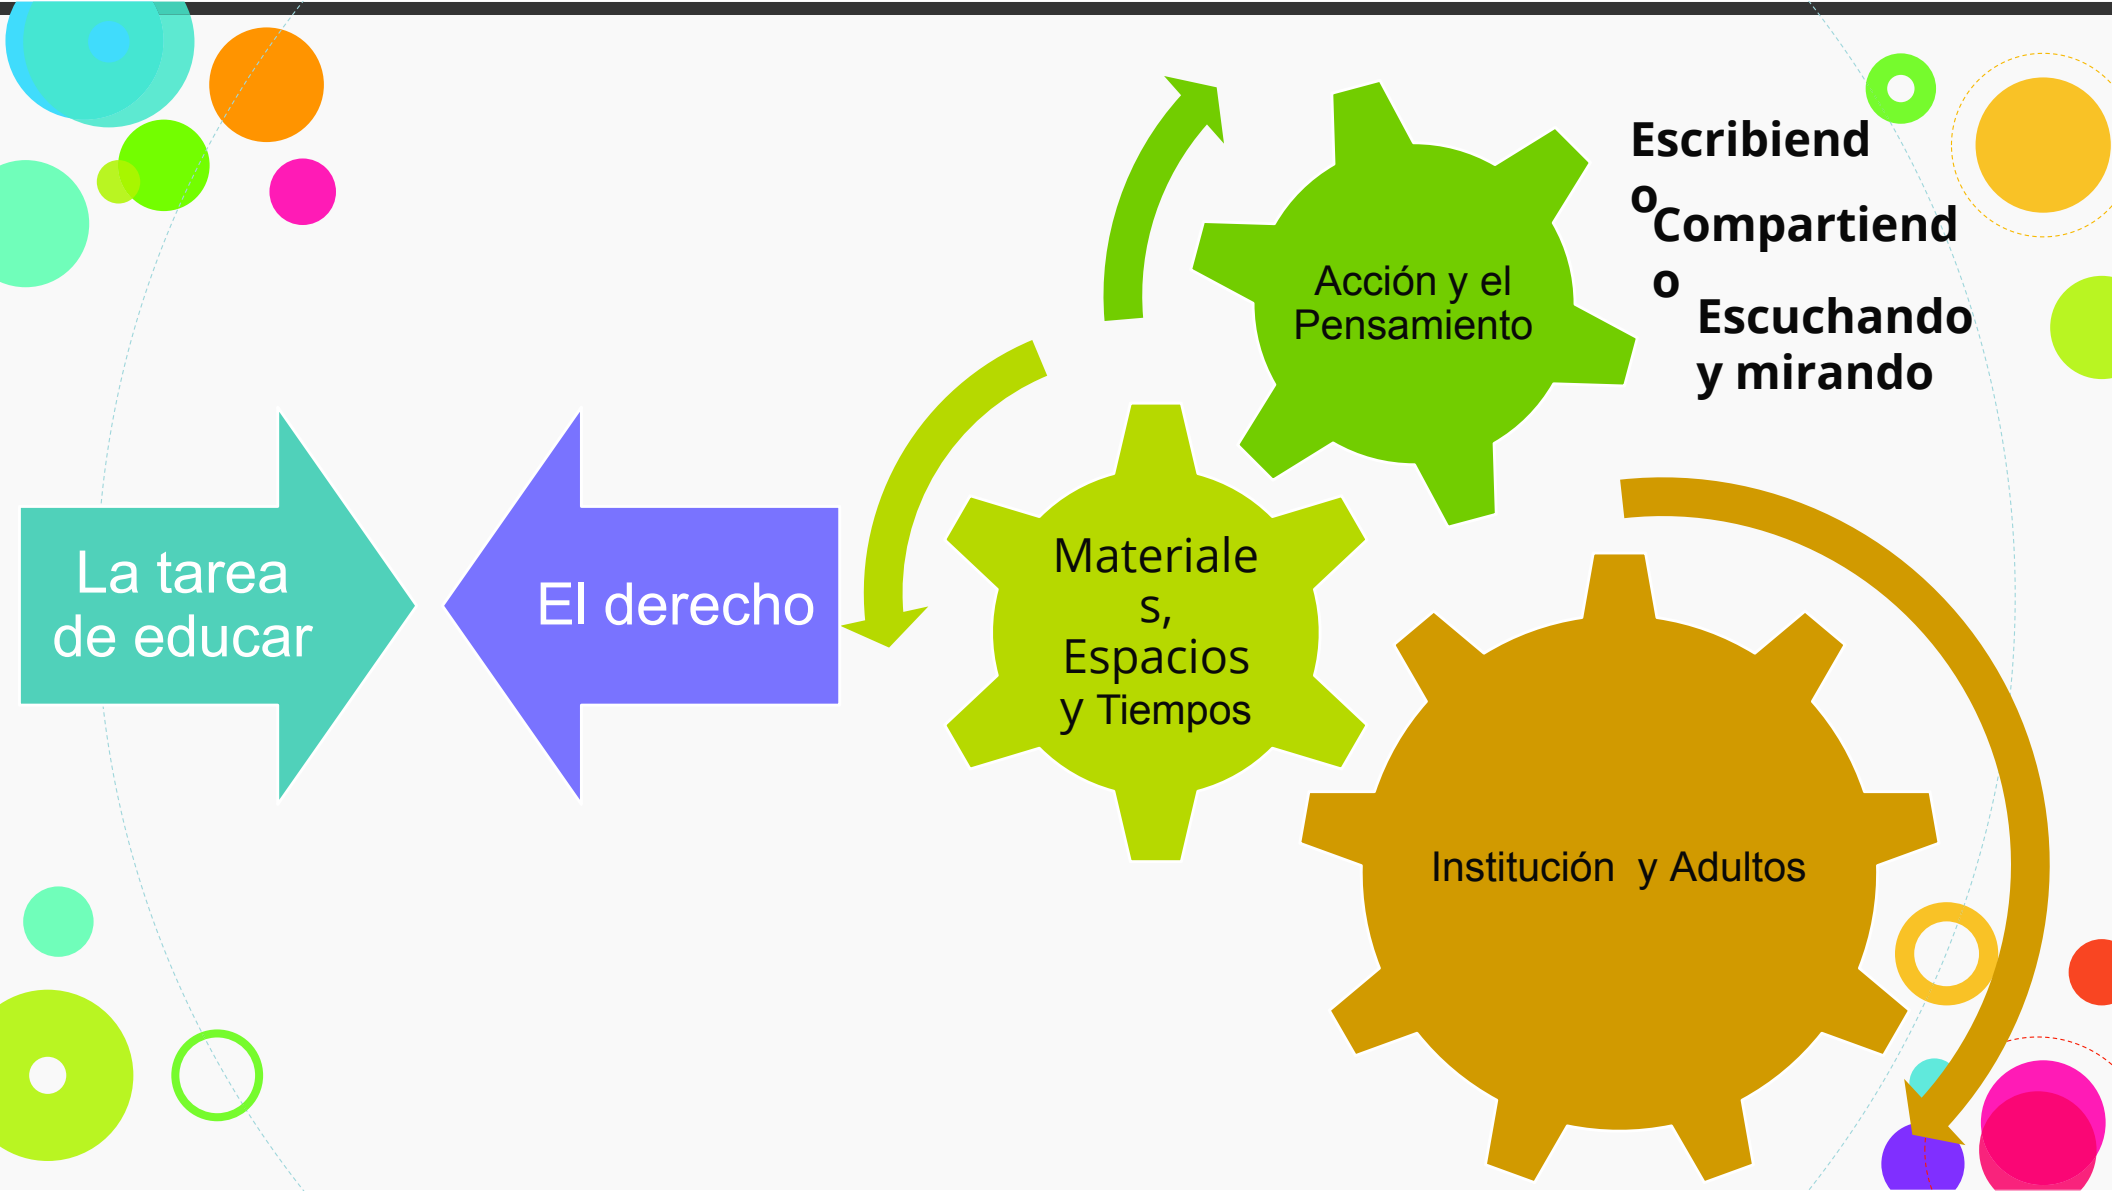 La tarea
de educar
El derecho
Materiale
s,
Espacios
y Tiempos
Acción y el
Pensamiento
Escribiend
o
Compartiend
o
Escuchando
y mirando
Institución  y Adultos